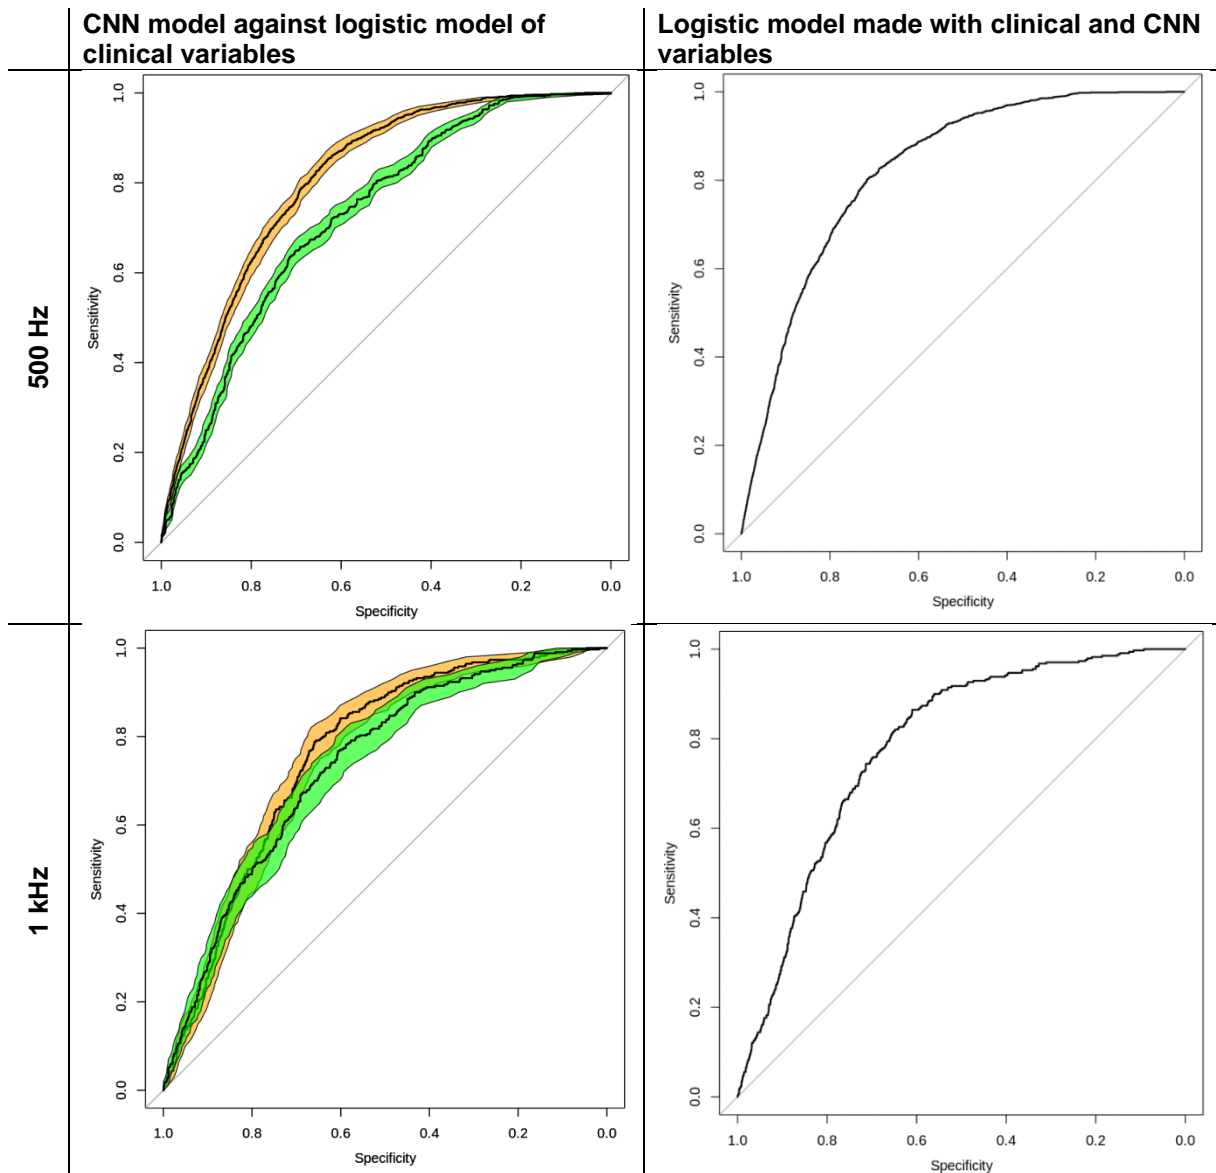 CNN model against logistic model of
clinical variables
Logistic model made with clinical and CNN
variables
500 Hz
Sensitivity
0.0 0.2 0.4 0.6 0.8 1.0
1.0 0.8 0.6 0.4 0.2 0.0
Specificity
Sensitivity
0.0 0.2 0.4 0.6 0.8 1.0
1.0 0.8 0.6 0.4 0.2 0.0
Specificity
1 kHz
Sensitivity
0.0 0.2 0.4 0.6 0.8 1.0
1.0 0.8 0.6 0.4 0.2 0.0
Specificity
Sensitivity
0.0 0.2 0.4 0.6 0.8 1.0
1.0 0.8 0.6 0.4 0.2 0.0
Specificity